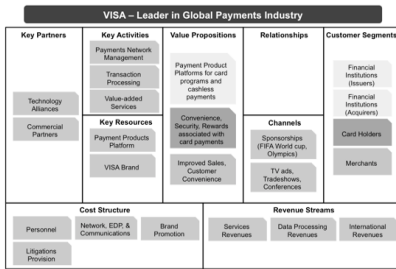 VISA – Leader in Global Payments Industry
Key Partners
Technology
Alliances
Commercial
Partners
Key Activities
Payments Network
Management
Transaction
Processing
Value-added
Services
Key Resources
Payment Products
Platform
VISA Brand
Value Propositions
Payment Product
Platforms for card
programs and
cashless
payments
Convenience,
Security, Rewards
associated with
card payments
Improved Sales,
Customer
Convenience
Relationships
Channels
Sponsorships
(FIFA World cup,
Olympics)
TV ads,
Tradeshows,
Conferences
Customer Segments
Financial
Institutions
(Issuers)
Financial
Institutions
(Acquirers)
Card Holders
Merchants
Cost Structure
Personnel
Network, EDP, &
Communications
Brand
Promotion
Litigations
Provision
Revenue Streams
Services
Revenues
Data Processing
Revenues
International
Revenues